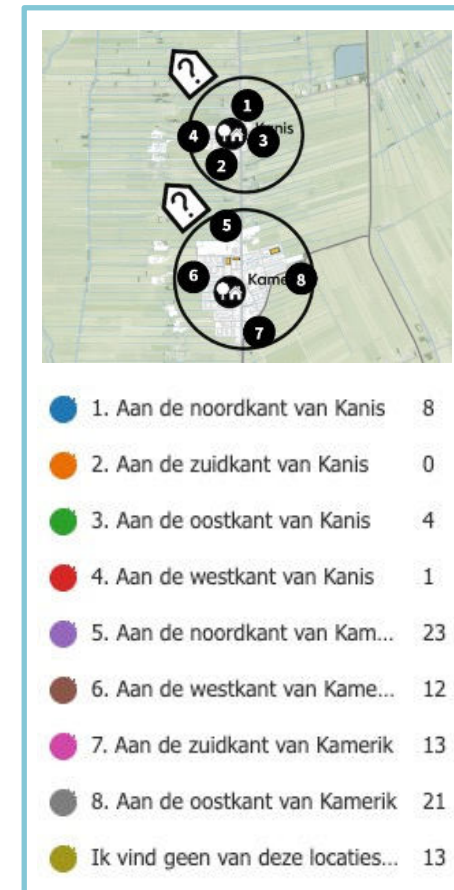 ?
1
4
Kanis
3
2
?
5
6
Kame
8
7
1. Aan de noordkant van Kanis 8
2. Aan de zuidkant van Kanis 0
3. Aan de oostkant van Kanis 4
4. Aan de westkant van Kanis 1
5. Aan de noordkant van Kam... 23
6. Aan de westkant van Kame... 12
7. Aan de zuidkant van Kamerik 13
8. Aan de oostkant van Kamerik 21
Ik vind geen van deze locaties... 13